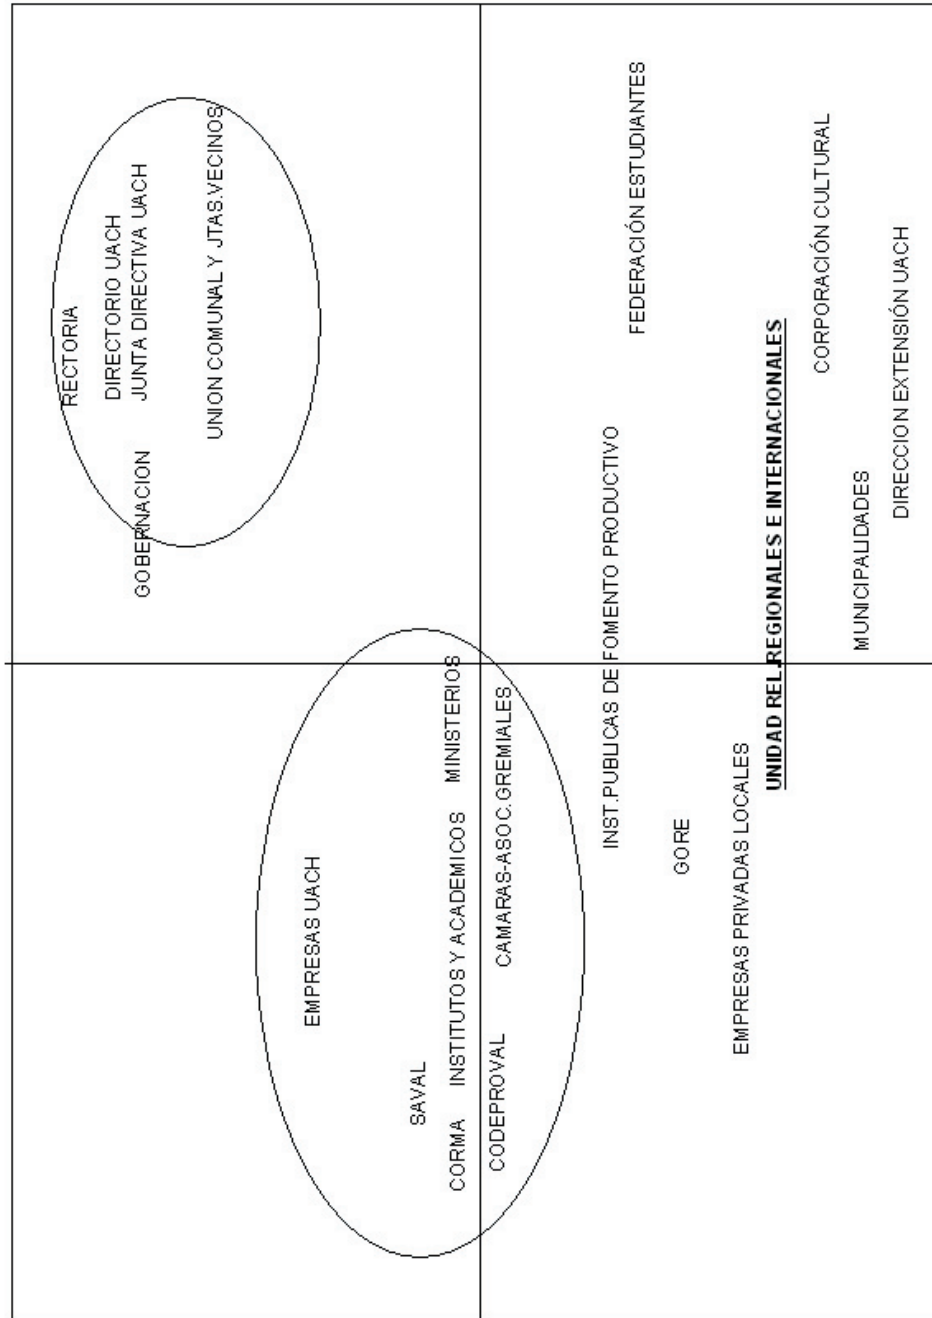 RECTORIA
DIRECTORIO UACH
JUNTA DIRECTIVA UACH
GOBERNACION
UNION COMUNAL Y JTAS.VECINOS
EMPRESAS UACH
SAVAL
MINISTERIOS
INSTITUTOS Y ACADEMICOS
CORMA
CAMARAS-ASOC.GREMIALES
CODEPROVAL
FEDERACIÓN ESTUDIANTES
INST.PUBLICAS DE FOMENTO PRODUCTIVO
GORE
EMPRESAS PRIVADAS LOCALES
UNIDAD REL.REGIONALES E INTERNACIONALES
CORPORACIÓN CULTURAL
MUNICIPALIDADES
DIRECCION EXTENSIÓN UACH